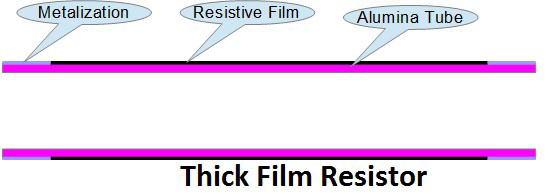 Metalization
Resistive Film
Alumina Tube
Thick Film Resistor